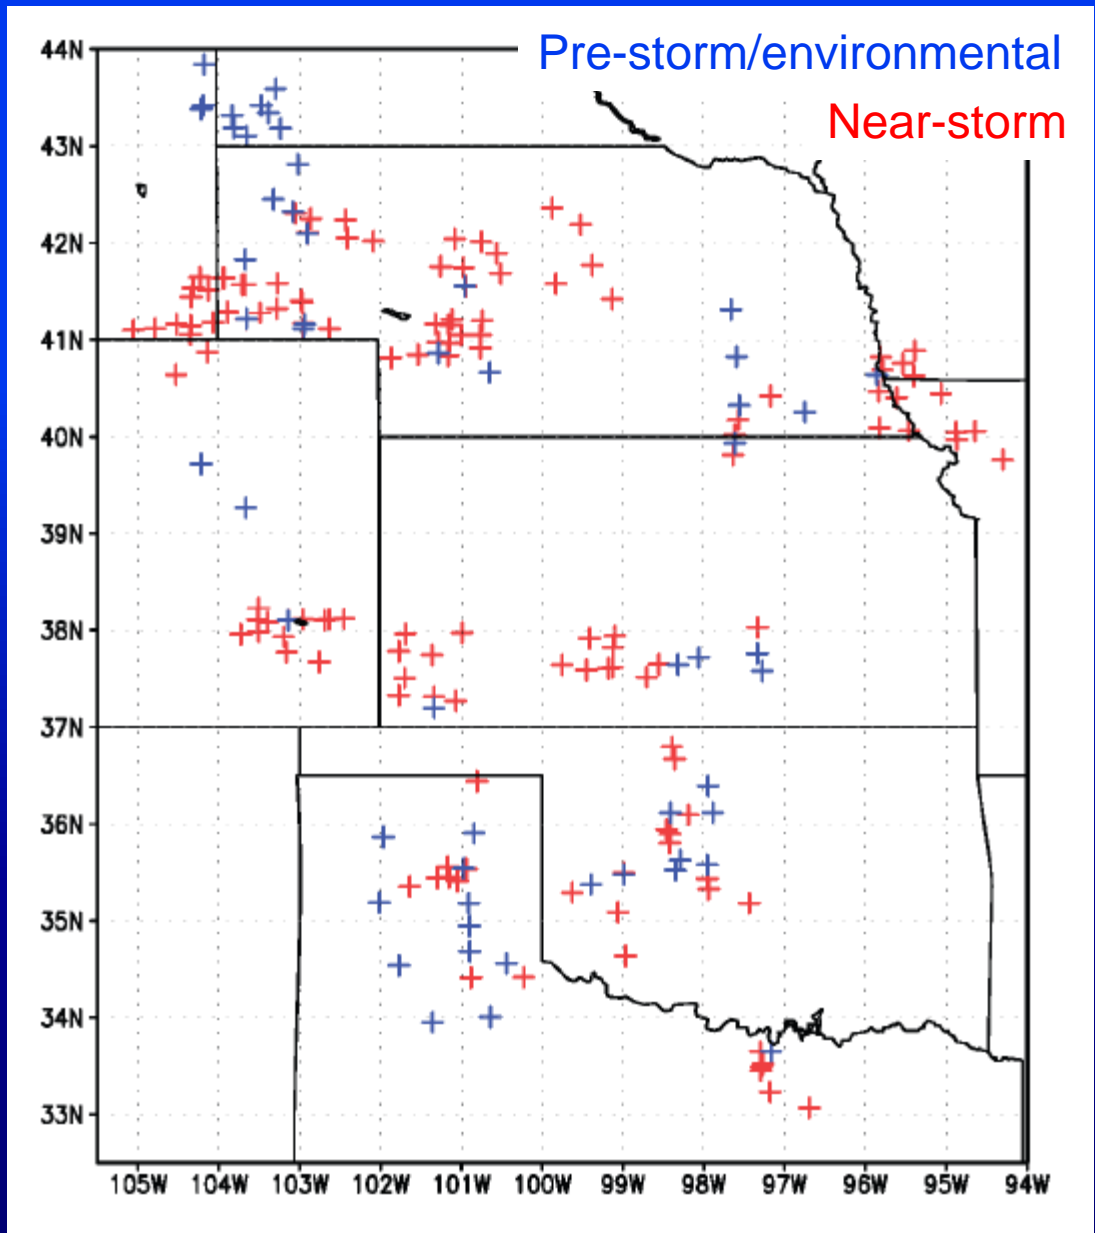 Pre-storm/environmental
Near-storm
44N
43N
42N
41N
40N
39N
38N
37N
36N
35N
34N
33N
105W 104W 103W 102W 101W 100W 99W 98W 97W 96W 95W 94W